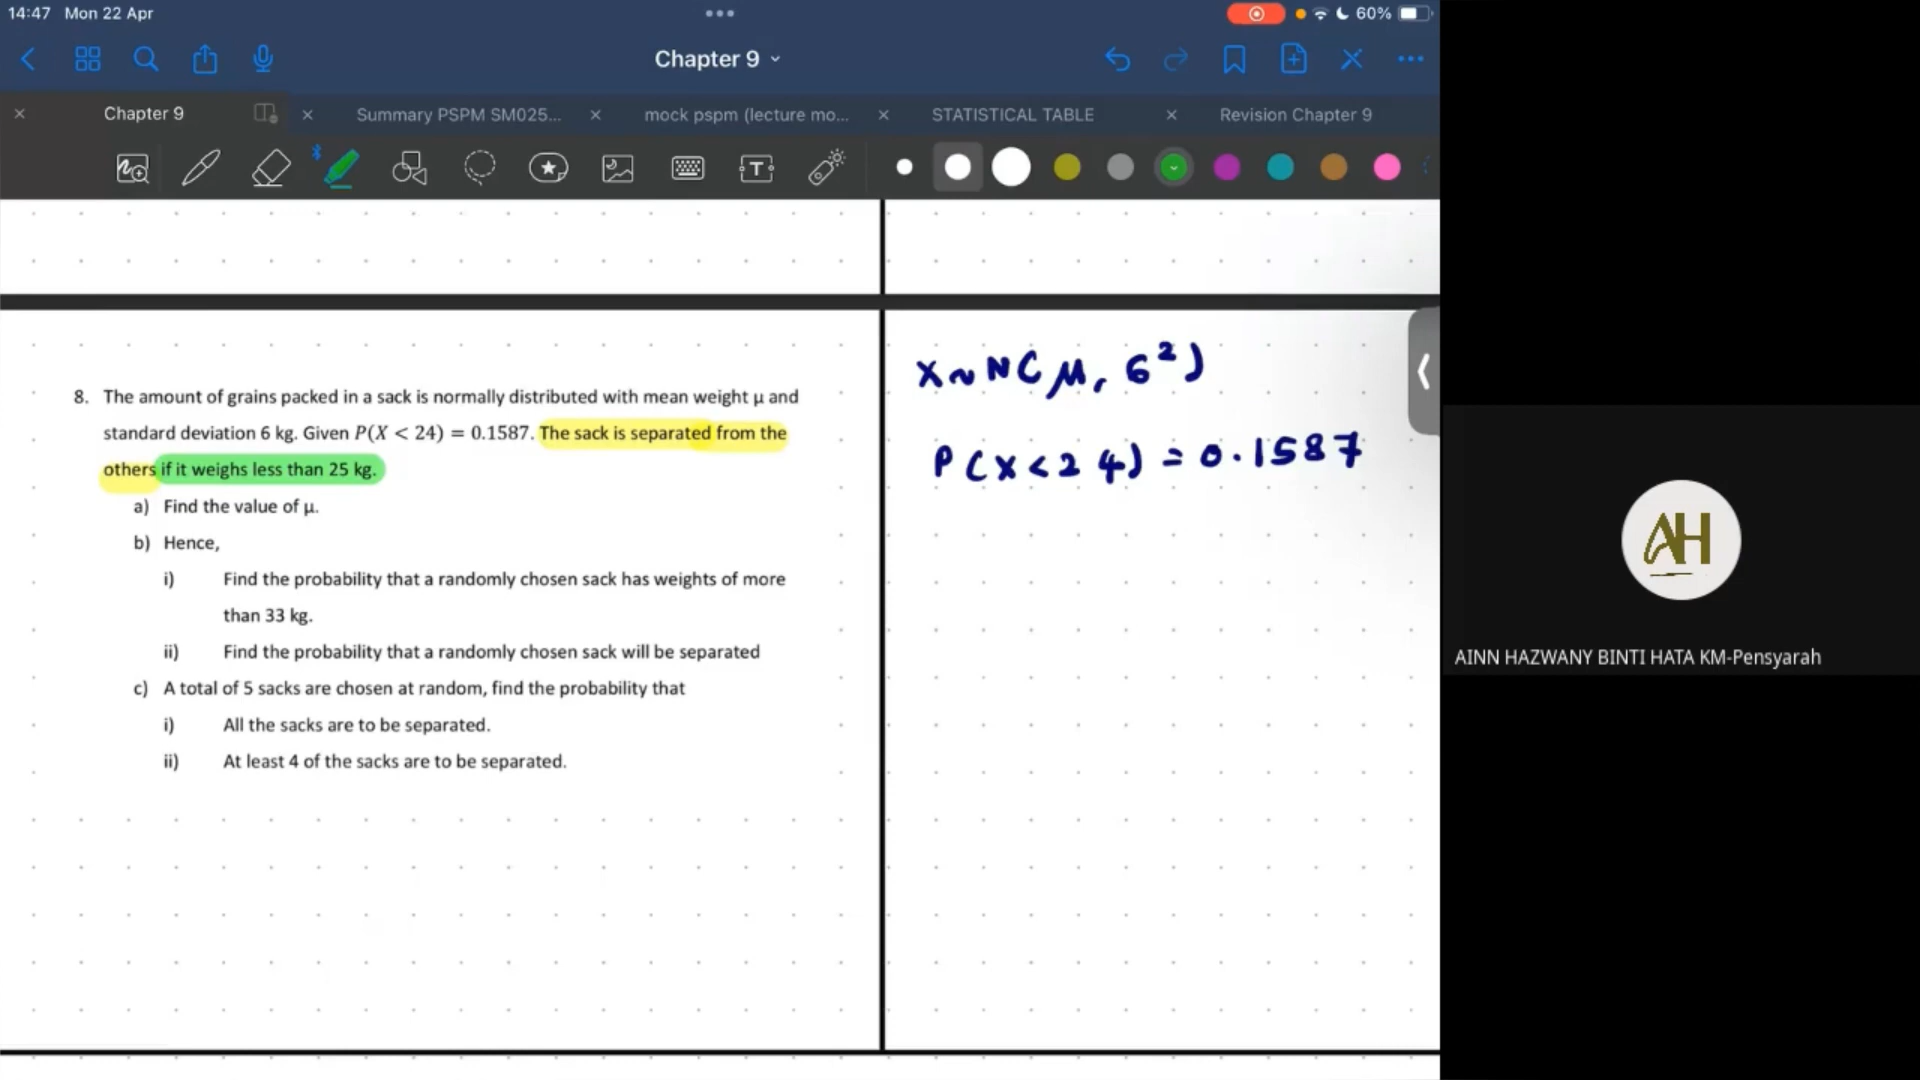 14:47 Mon 22 Apr
60%
Chapter 9
Chapter 9
Summary PSPM SM025...
mock pspm (lecture mo...
STATISTICAL TABLE
Revision Chapter 9
T
8. The amount of grains packed in a sack is normally distributed with mean weight μ and
standard deviation 6 kg. Given P(X < 24) = 0.1587. The sack is separated from the
others if it weighs less than 25 kg.
a) Find the value of μ.
b) Hence,
i) Find the probability that a randomly chosen sack has weights of more
than 33 kg.
ii) Find the probability that a randomly chosen sack will be separated
c) A total of 5 sacks are chosen at random, find the probability that
i) All the sacks are to be separated.
ii) At least 4 of the sacks are to be separated.
X ~ N(μ, 6²)
P(X < 24) = 0.1587
AH
AINN HAZWANY BINTI HATA KM-Pensyarah